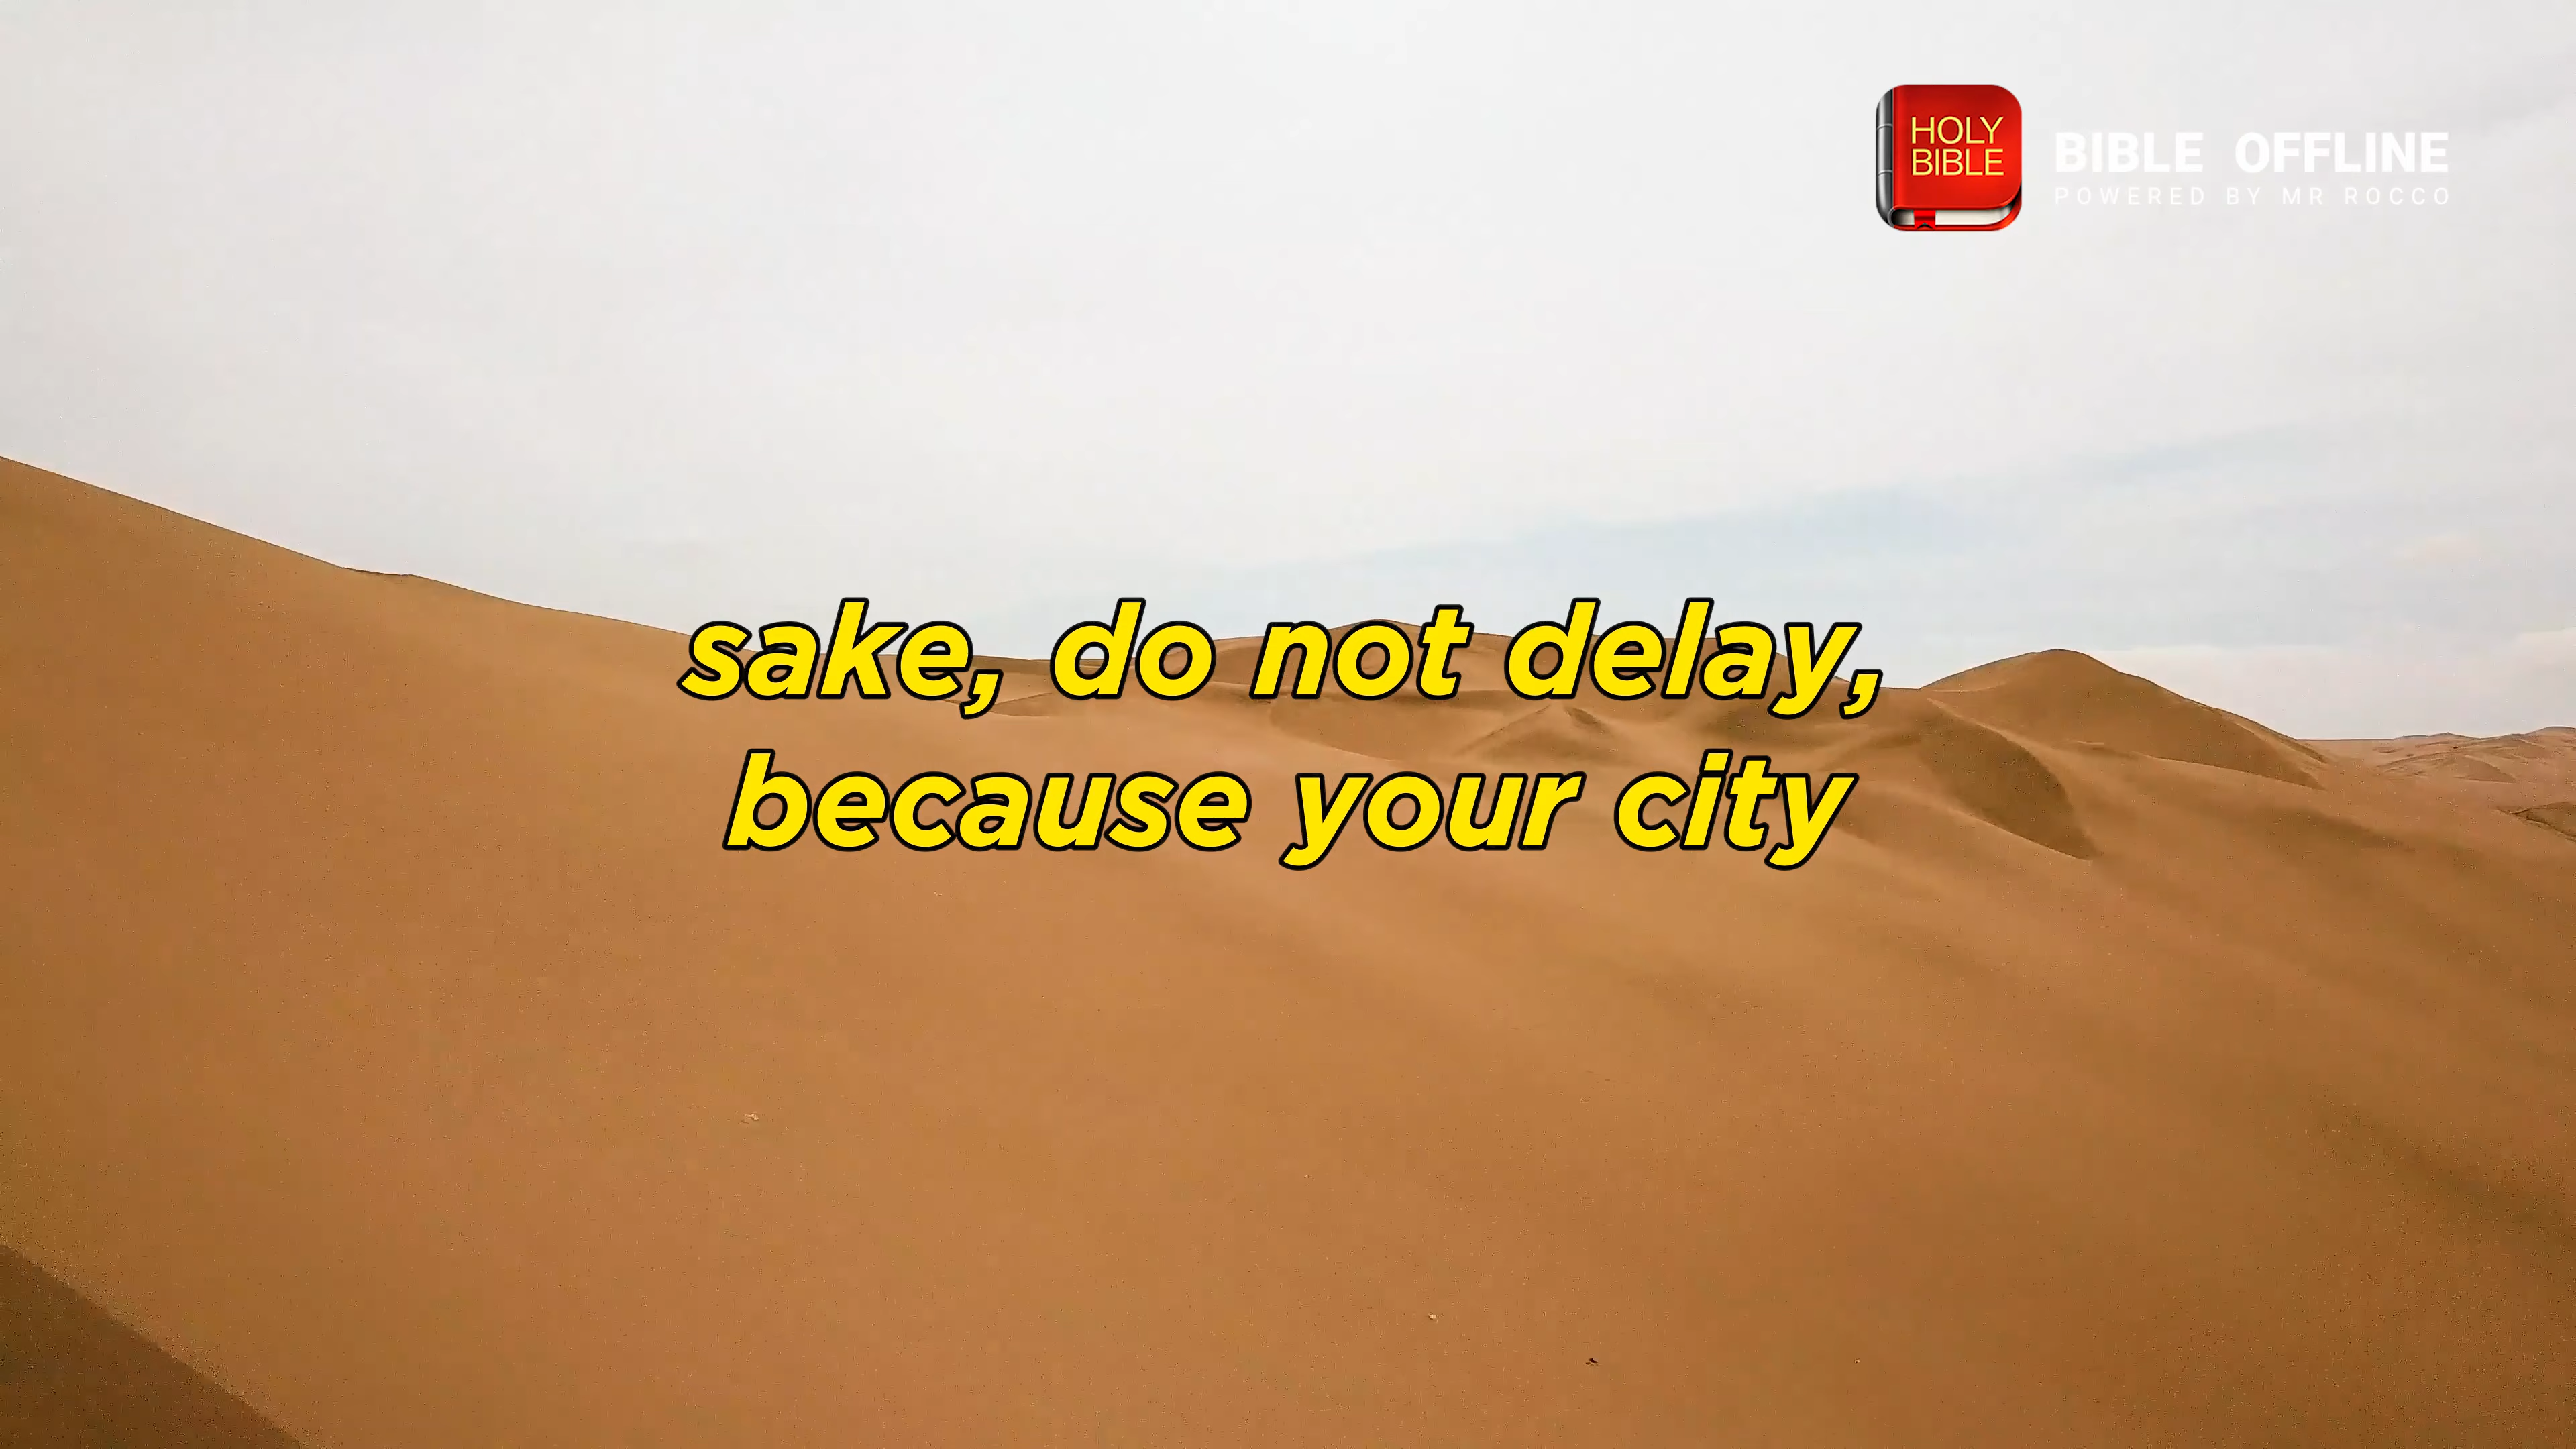 HOLY
BIBLE
BIBLE OFFLINE
POWERED BY MR ROCCO
sake, do not delay,
because your city